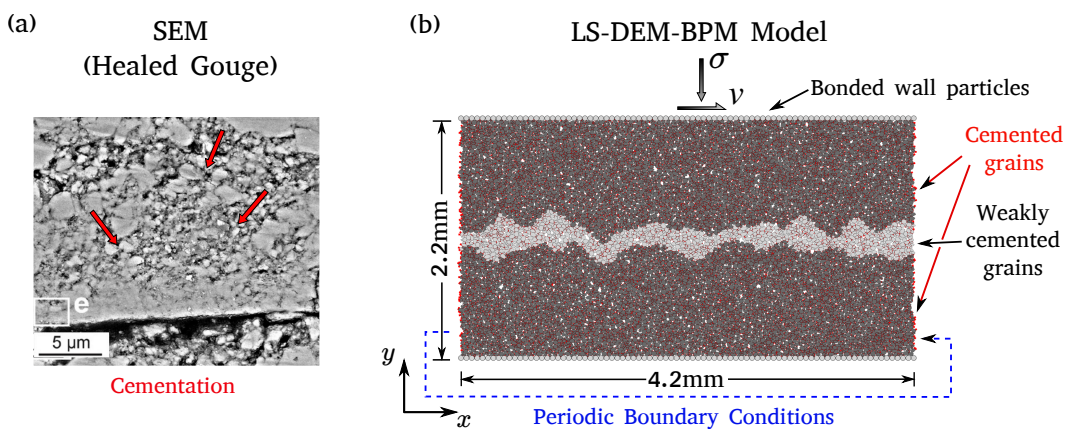 (a)
SEM
(Healed Gouge)
e
5 μm
Cementation
(b)
LS-DEM-BPM Model
σ
v
Bonded wall particles
2.2mm
Cemented
grains
Weakly
cemented
grains
y
x
4.2mm
Periodic Boundary Conditions